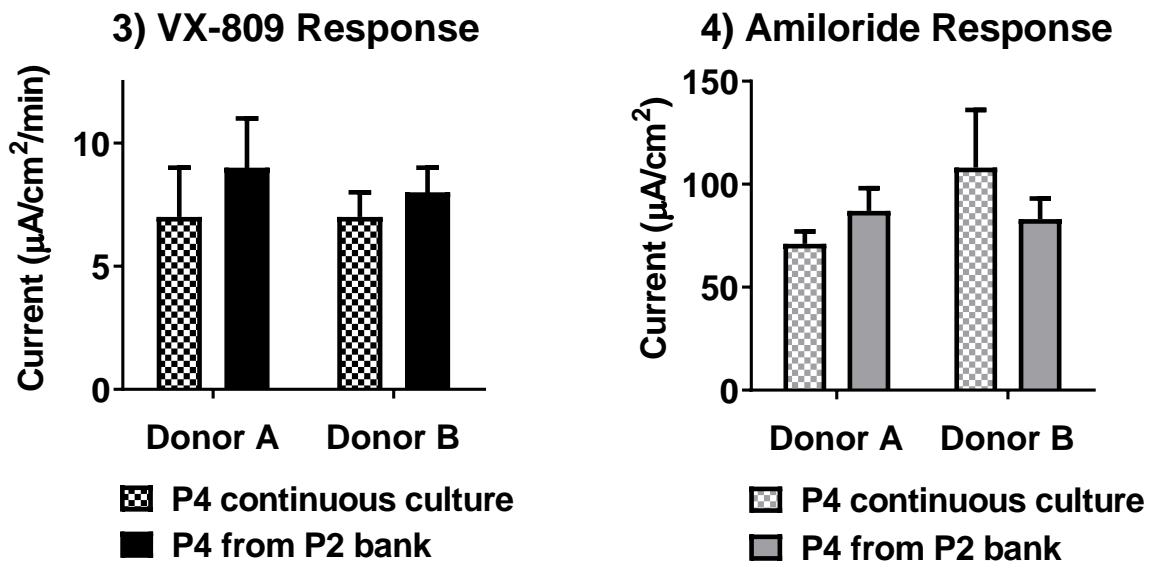 3) VX-809 Response
Current (µA/cm²/min)
10
5
0
Donor A Donor B
P4 continuous culture
P4 from P2 bank
4) Amiloride Response
Current (µA/cm²)
150
100
50
0
Donor A Donor B
P4 continuous culture
P4 from P2 bank